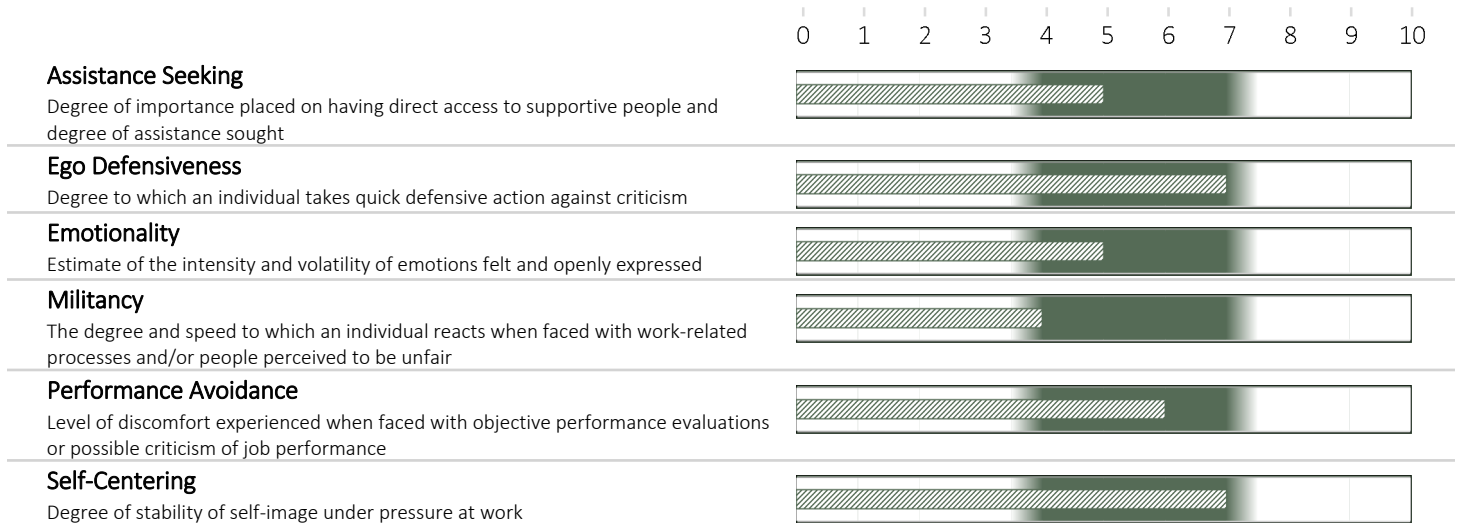 0 1 2 3 4 5 6 7 8 9 10
Assistance Seeking
Degree of importance placed on having direct access to supportive people and
degree of assistance sought
Ego Defensiveness
Degree to which an individual takes quick defensive action against criticism
Emotionality
Estimate of the intensity and volatility of emotions felt and openly expressed
Militancy
The degree and speed to which an individual reacts when faced with work-related
processes and/or people perceived to be unfair
Performance Avoidance
Level of discomfort experienced when faced with objective performance evaluations
or possible criticism of job performance
Self-Centering
Degree of stability of self-image under pressure at work